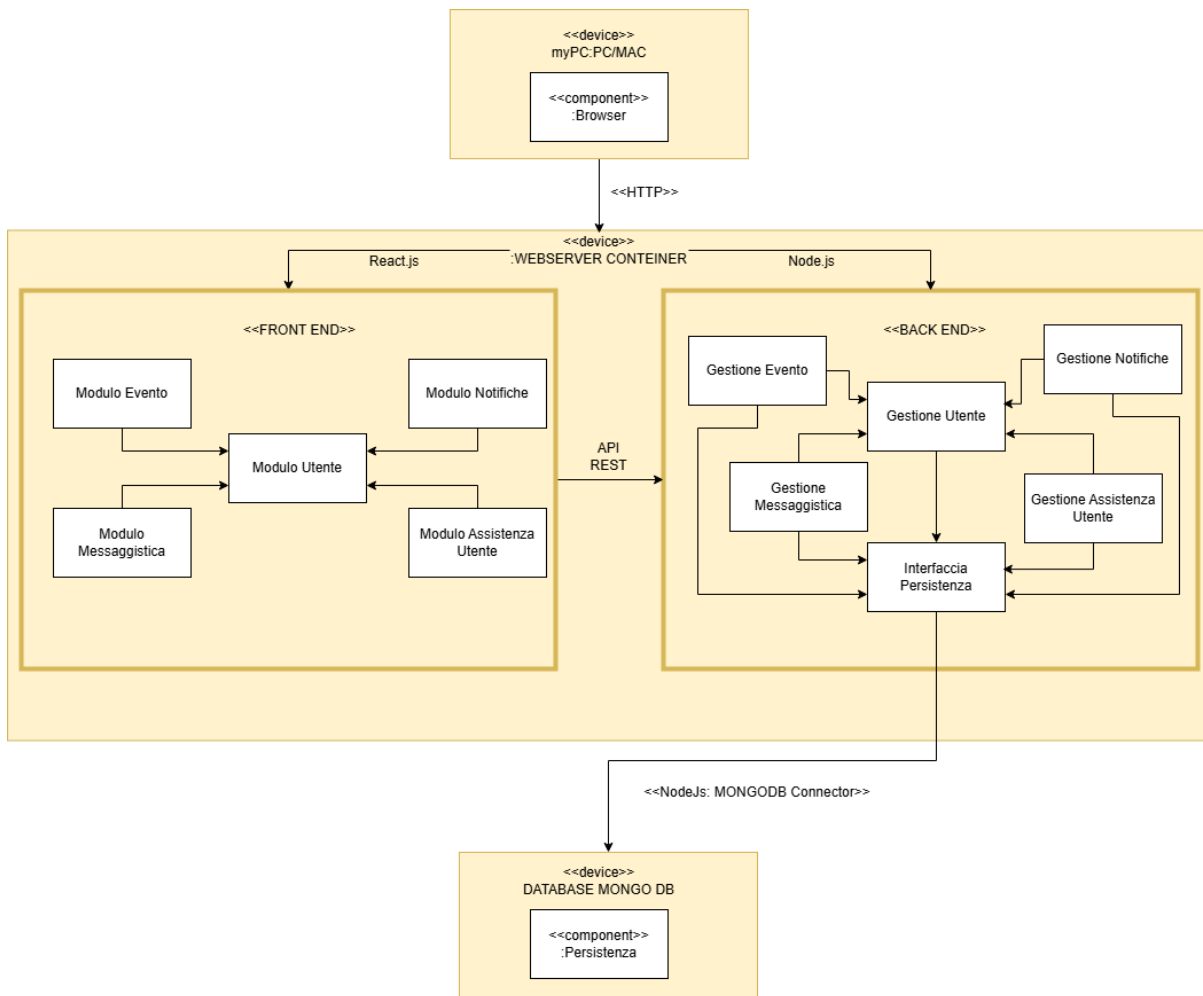 <<device>>
myPC:PC/MAC
<<component>>
:Browser
<<HTTP>>
<<device>>
:WEBSERVER CONTEINER
React.js
Node.js
<<FRONT END>>
Modulo Evento
Modulo Notifiche
Modulo Utente
Modulo
Messaggistica
Modulo Assistenza
Utente
API
REST
<<BACK END>>
Gestione Evento
Gestione Notifiche
Gestione Utente
Gestione
Messaggistica
Gestione Assistenza
Utente
Interfaccia
Persistenza
<<NodeJs: MONGODB Connector>>
<<device>>
DATABASE MONGO DB
<<component>>
:Persistenza